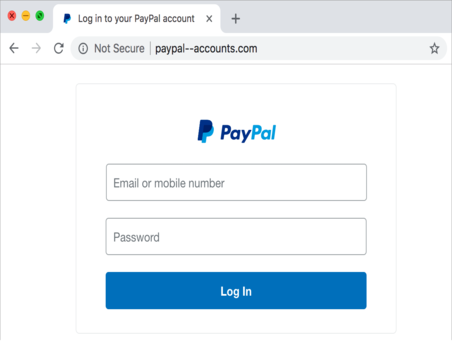 Log in to your PayPal account
Not Secure | paypal--accounts.com
PayPal
Email or mobile number
Password
Log In